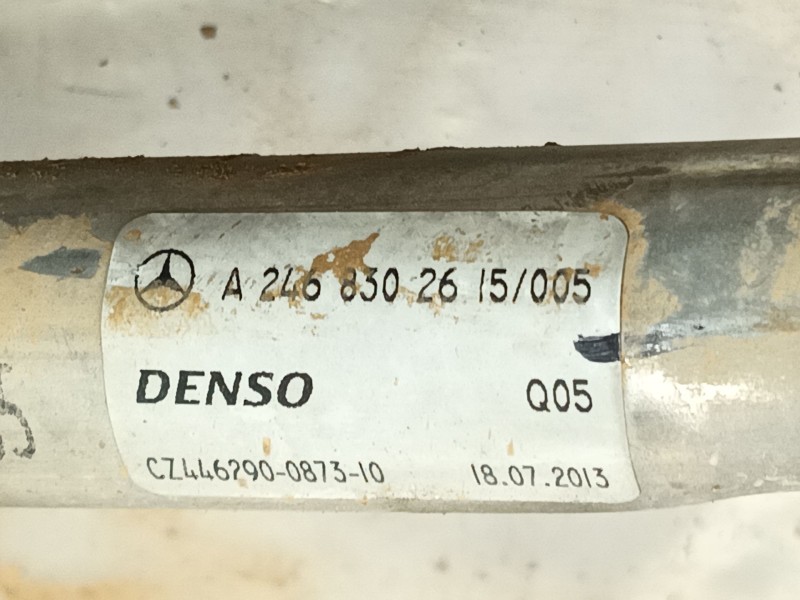 A 246 830 26 15/005
DENSO
Q05
CZ446290-0873-10
18.07.2013